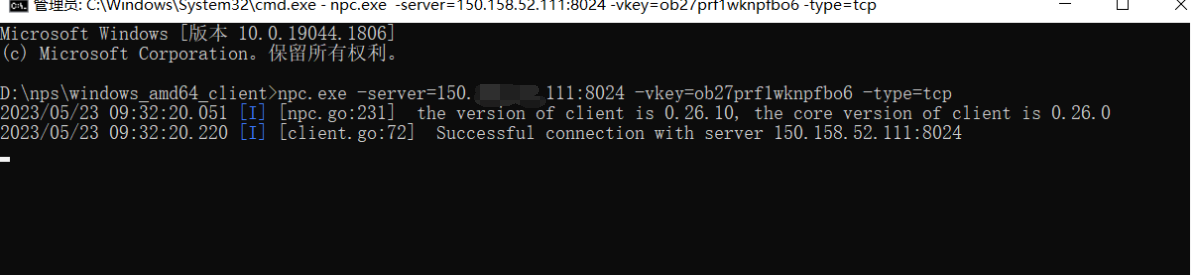 管理员: C:\Windows\System32\cmd.exe - npc.exe  -server=150.158.52.111:8024 -vkey=ob27prf1wknpfbo6 -type=tcp
Microsoft Windows [版本 10.0.19044.1806]
(c) Microsoft Corporation。保留所有权利。
D:\nps\windows_amd64_client>npc.exe -server=150. 111:8024 -vkey=ob27prf1wknpfbo6 -type=tcp
2023/05/23 09:32:20.051 [I] [npc.go:231]  the version of client is 0.26.10, the core version of client is 0.26.0
2023/05/23 09:32:20.220 [I] [client.go:72]  Successful connection with server 150.158.52.111:8024